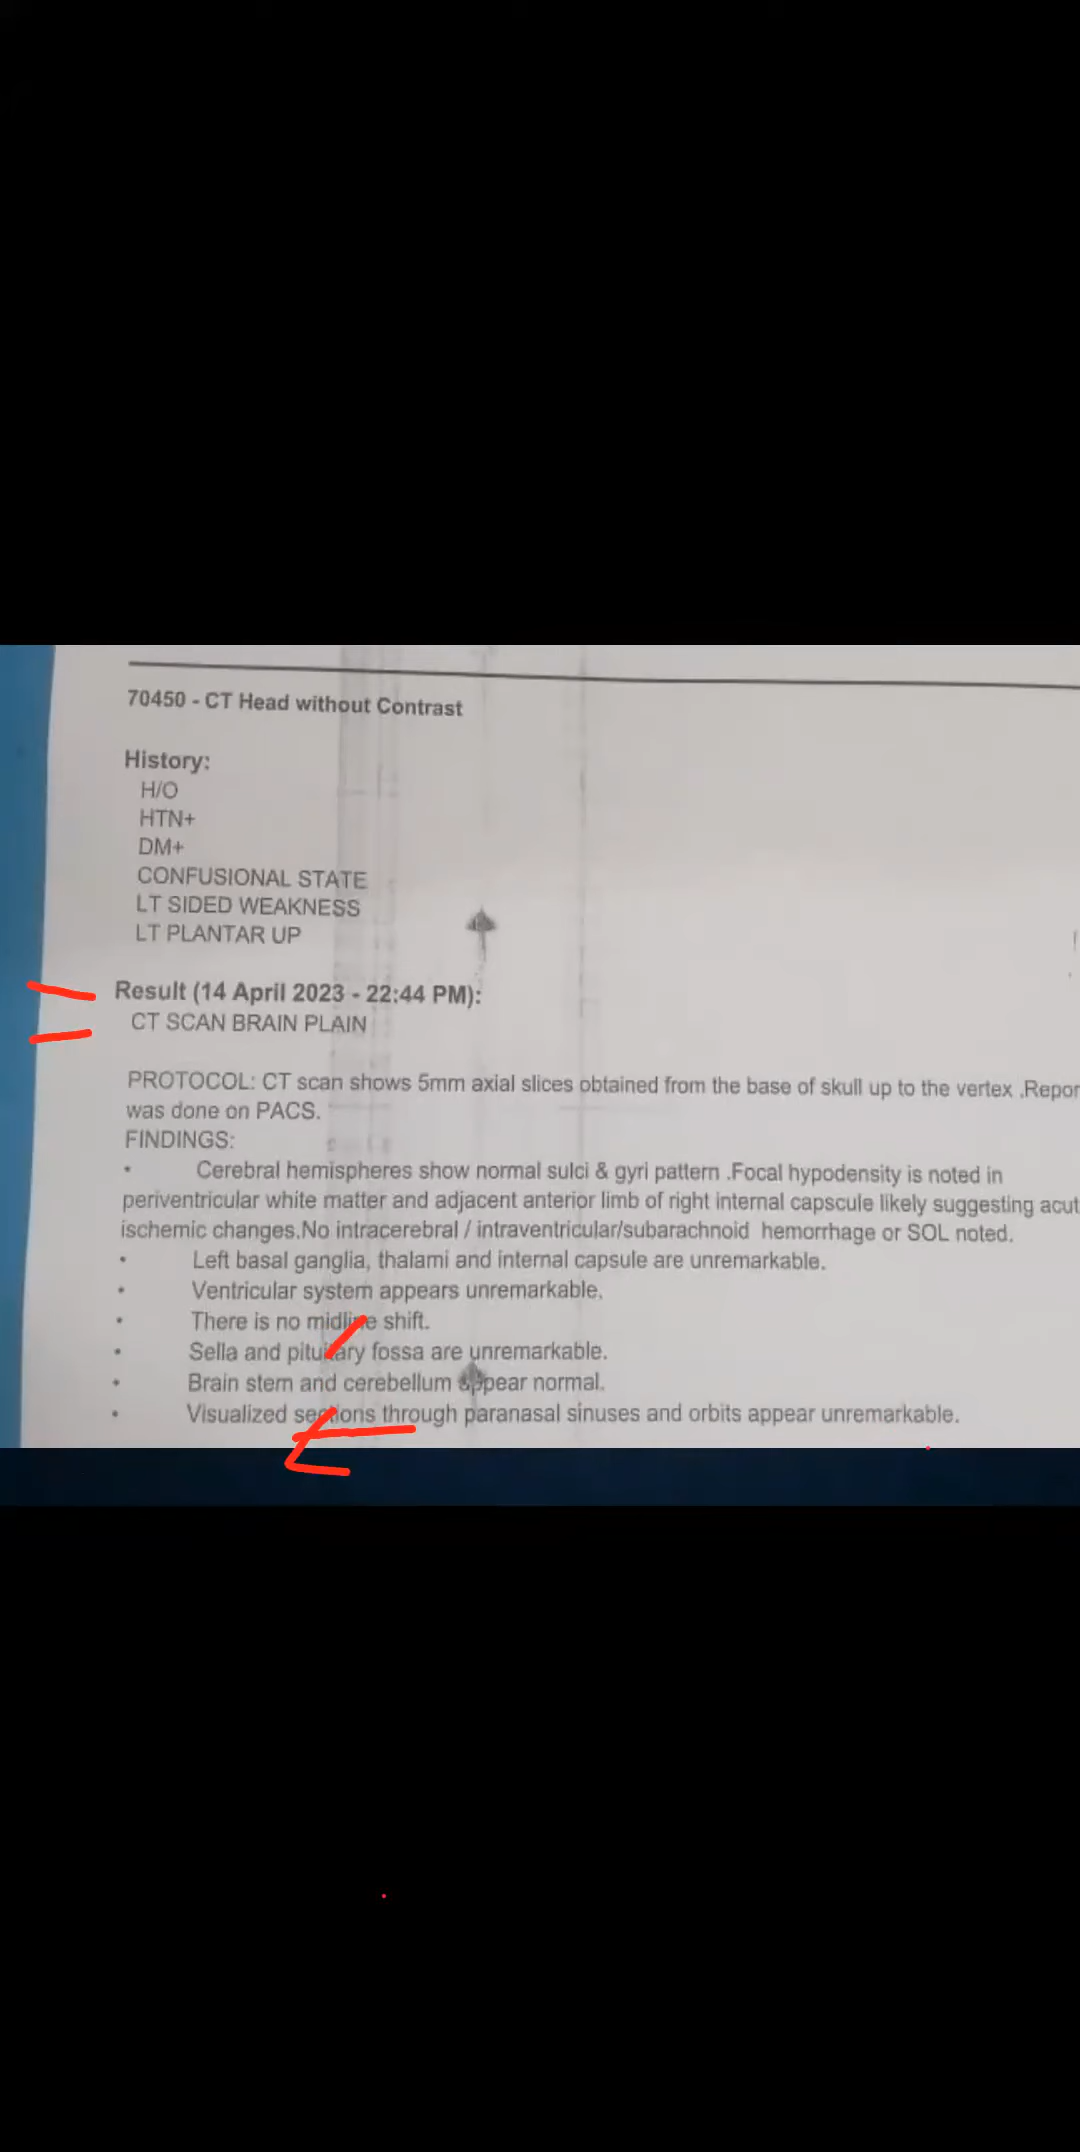 70450 - CT Head without Contrast
History:
H/O
HTN+
DM+
CONFUSIONAL STATE
LT SIDED WEAKNESS
LT PLANTAR UP
Result (14 April 2023 - 22:44 PM):
CT SCAN BRAIN PLAIN
PROTOCOL: CT scan shows 5mm axial slices obtained from the base of skull up to the vertex .Repor
was done on PACS.
FINDINGS:
• Cerebral hemispheres show normal sulci & gyri pattern .Focal hypodensity is noted in
periventricular white matter and adjacent anterior limb of right internal capscule likely suggesting acut
ischemic changes.No intracerebral / intraventricular/subarachnoid hemorrhage or SOL noted.
• Left basal ganglia, thalami and internal capsule are unremarkable.
• Ventricular system appears unremarkable.
• There is no midline shift.
• Sella and pituitary fossa are unremarkable.
• Brain stem and cerebellum appear normal.
• Visualized sections through paranasal sinuses and orbits appear unremarkable.